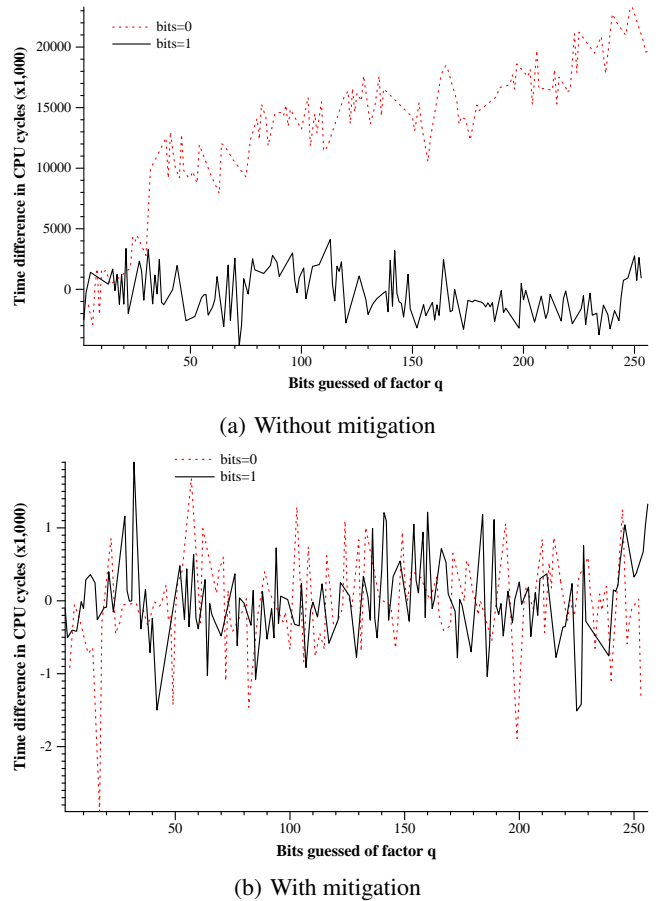 bits=0
bits=1
Time difference in CPU cycles (x1,000)
20000
15000
10000
5000
0
50
100
150
200
250
Bits guessed of factor q
(a) Without mitigation
bits=0
bits=1
Time difference in CPU cycles (x1,000)
1
0
-1
-2
50
100
150
200
250
Bits guessed of factor q
(b) With mitigation